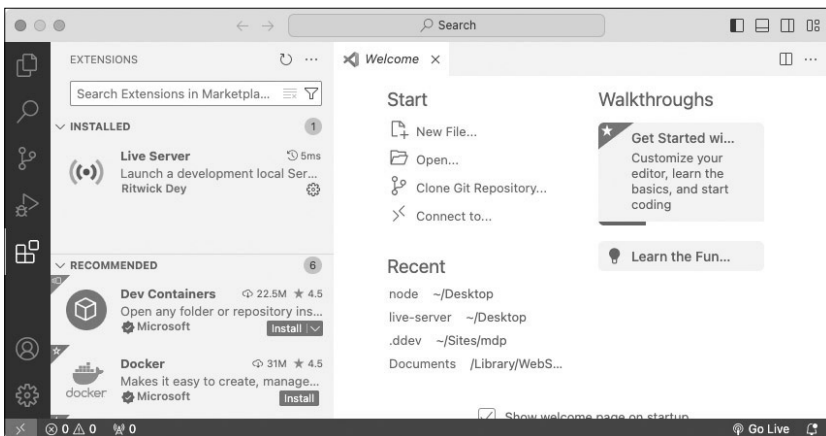 Search
EXTENSIONS
Search Extensions in Marketpla...
INSTALLED
1
Live Server
5ms
Launch a development local Ser...
Ritwick Dey
RECOMMENDED
6
Dev Containers 22.5M ★ 4.5
Open any folder or repository ins...
Microsoft
Install
Docker 31M ★ 4.5
Makes it easy to create, manage...
docker
Microsoft
Install
Welcome
Start
New File...
Open...
Clone Git Repository...
Connect to...
Recent
node ~/Desktop
live-server ~/Desktop
.ddev ~/Sites/mdp
Documents /Library/WebS...
Walkthroughs
Get Started wi...
Customize your
editor, learn the
basics, and start
coding
Learn the Fun...
Show welcome page on startup
0 0 0
Go Live